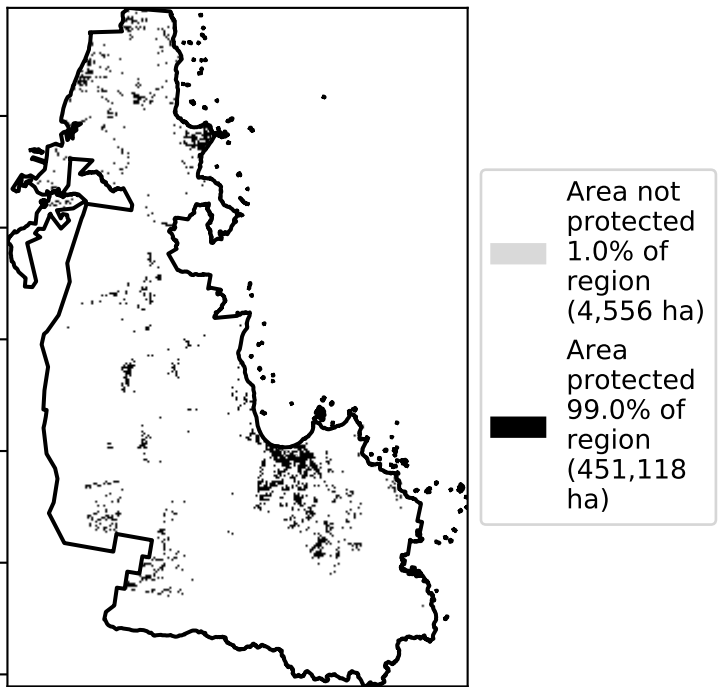 Area not
protected
1.0% of
region
(4,556 ha)
Area
protected
99.0% of
region
(451,118
ha)